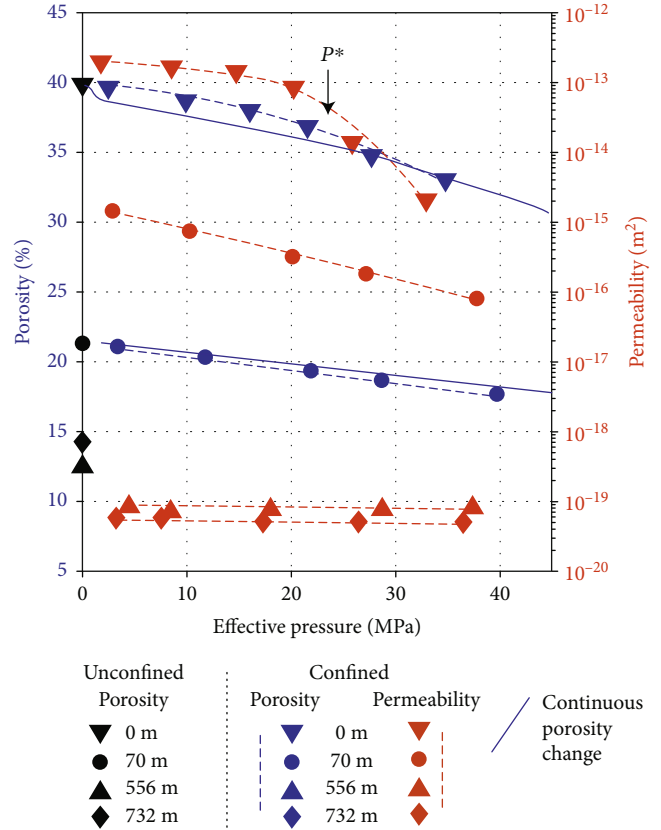 45
40
35
30
25
20
15
10
5
Porosity (%)
P*
10⁻¹²
10⁻¹³
10⁻¹⁴
10⁻¹⁵
10⁻¹⁶
10⁻¹⁷
10⁻¹⁸
10⁻¹⁹
10⁻²⁰
Permeability (m²)
0 10 20 30 40
Effective pressure (MPa)
Unconfined
Porosity
0 m
70 m
556 m
732 m
Confined
Porosity Permeability
0 m
70 m
556 m
732 m
Continuous
porosity
change